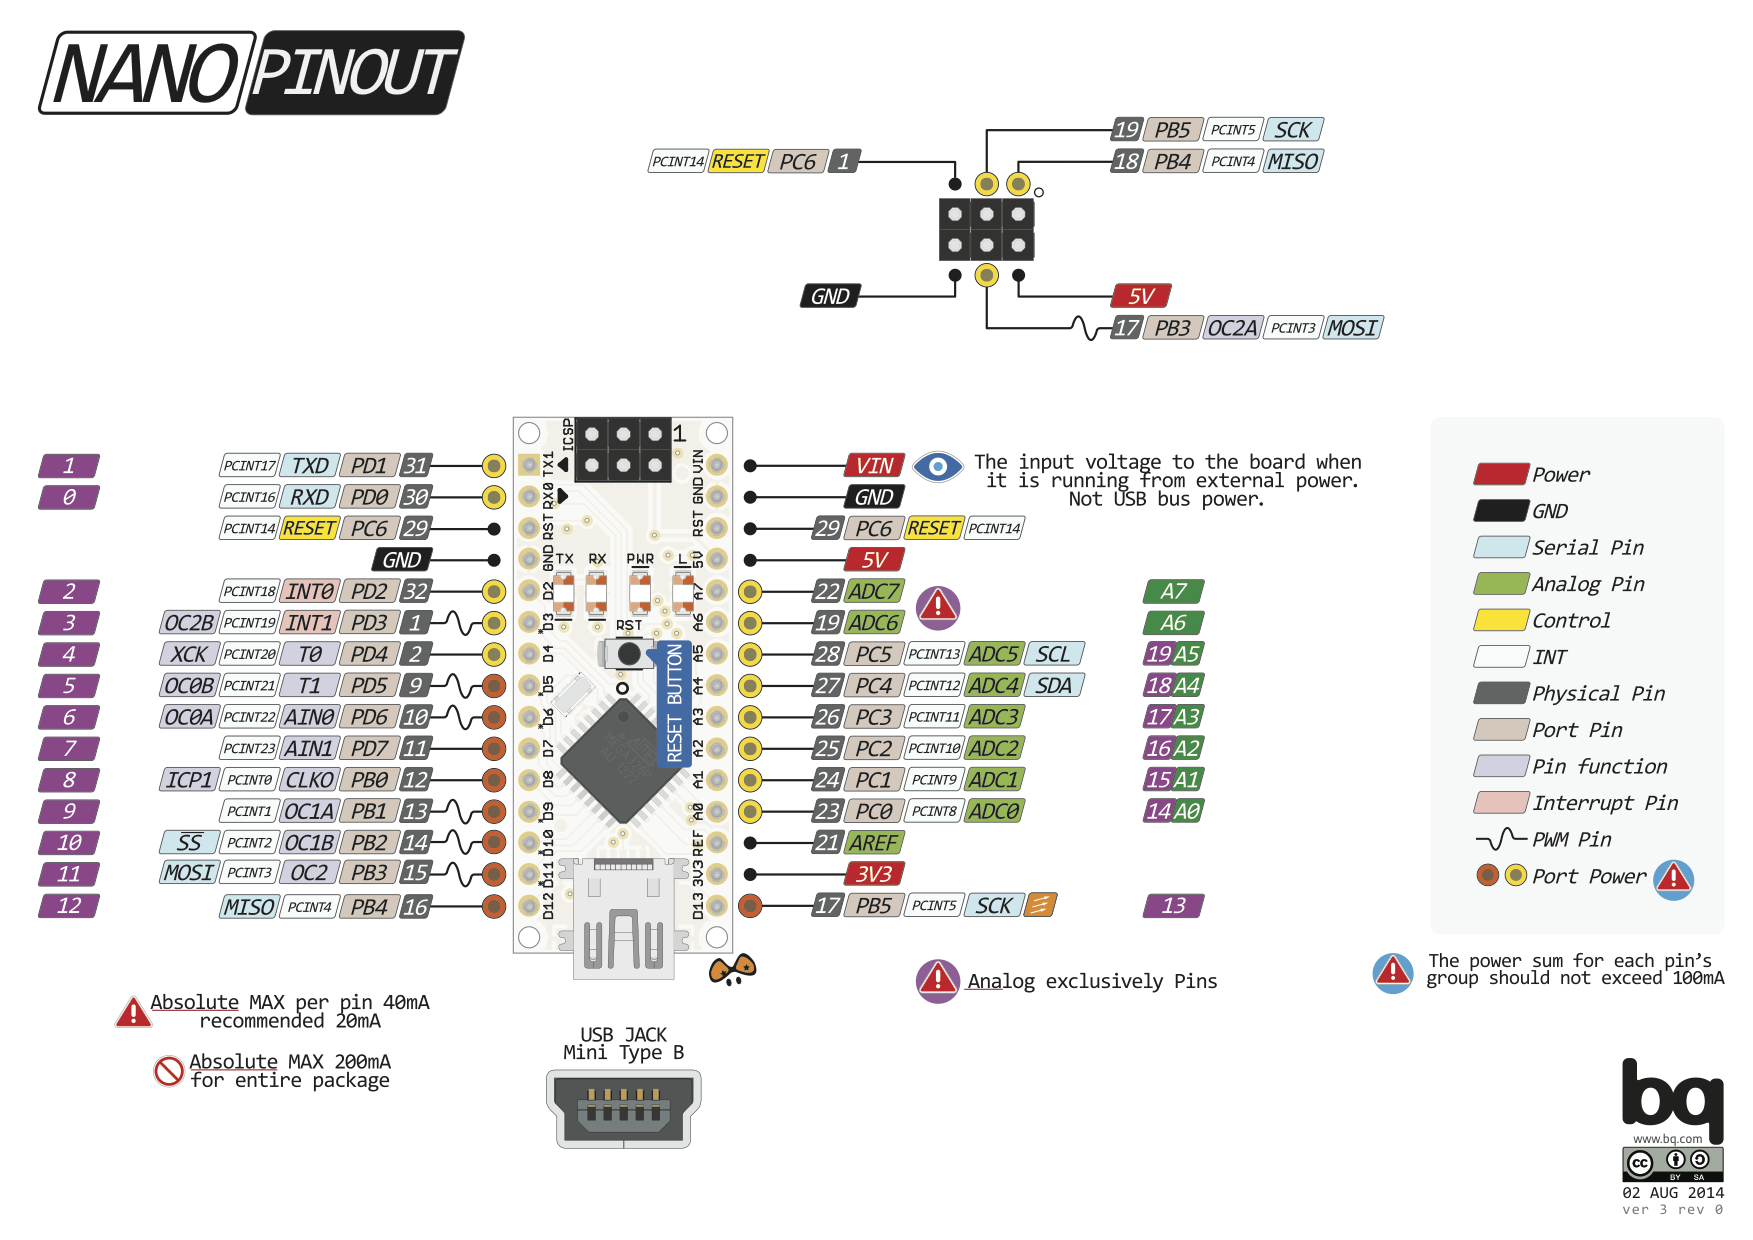 NANO PINOUT
19 PB5 PCINT5 SCK
PCINT14 RESET PC6 1
18 PB4 PCINT4 MISO
GND
5V
17 PB3 OC2A PCINT3 MOSI
1 PCINT17 TXD PD1 31
0 PCINT16 RXD PD0 30
PCINT14 RESET PC6 29
GND
2 PCINT18 INT0 PD2 32
3 OC2B PCINT19 INT1 PD3 1
4 XCK PCINT20 T0 PD4 2
5 OC0B PCINT21 T1 PD5 9
6 OC0A PCINT22 AIN0 PD6 10
7 PCINT23 AIN1 PD7 11
8 ICP1 PCINT0 CLKO PB0 12
9 PCINT1 OC1A PB1 13
10 SS PCINT2 OC1B PB2 14
11 MOSI PCINT3 OC2 PB3 15
12 MISO PCINT4 PB4 16
ICSP
1
TX1
RX0
RST
GND
D2
*D3
D4
*D5
*D6
D7
D8
*D9
*D10
*D11
D12
TX RX PWR L
RST
RESET BUTTON
VIN
GND
RST
5V
A7
A6
A5
A4
A3
A2
A1
A0
REF
3V3
D13
VIN
The input voltage to the board when
it is running from external power.
Not USB bus power.
GND
29 PC6 RESET PCINT14
5V
22 ADC7 A7
19 ADC6 A6
28 PC5 PCINT13 ADC5 SCL 19 A5
27 PC4 PCINT12 ADC4 SDA 18 A4
26 PC3 PCINT11 ADC3 17 A3
25 PC2 PCINT10 ADC2 16 A2
24 PC1 PCINT9 ADC1 15 A1
23 PC0 PCINT8 ADC0 14 A0
21 AREF
3V3
17 PB5 PCINT5 SCK 13
Analog exclusively Pins
Power
GND
Serial Pin
Analog Pin
Control
INT
Physical Pin
Port Pin
Pin function
Interrupt Pin
PWM Pin
Port Power
The power sum for each pin's
group should not exceed 100mA
Absolute MAX per pin 40mA
recommended 20mA
Absolute MAX 200mA
for entire package
USB JACK
Mini Type B
bq
www.bq.com
cc BY SA
02 AUG 2014
ver 3 rev 0